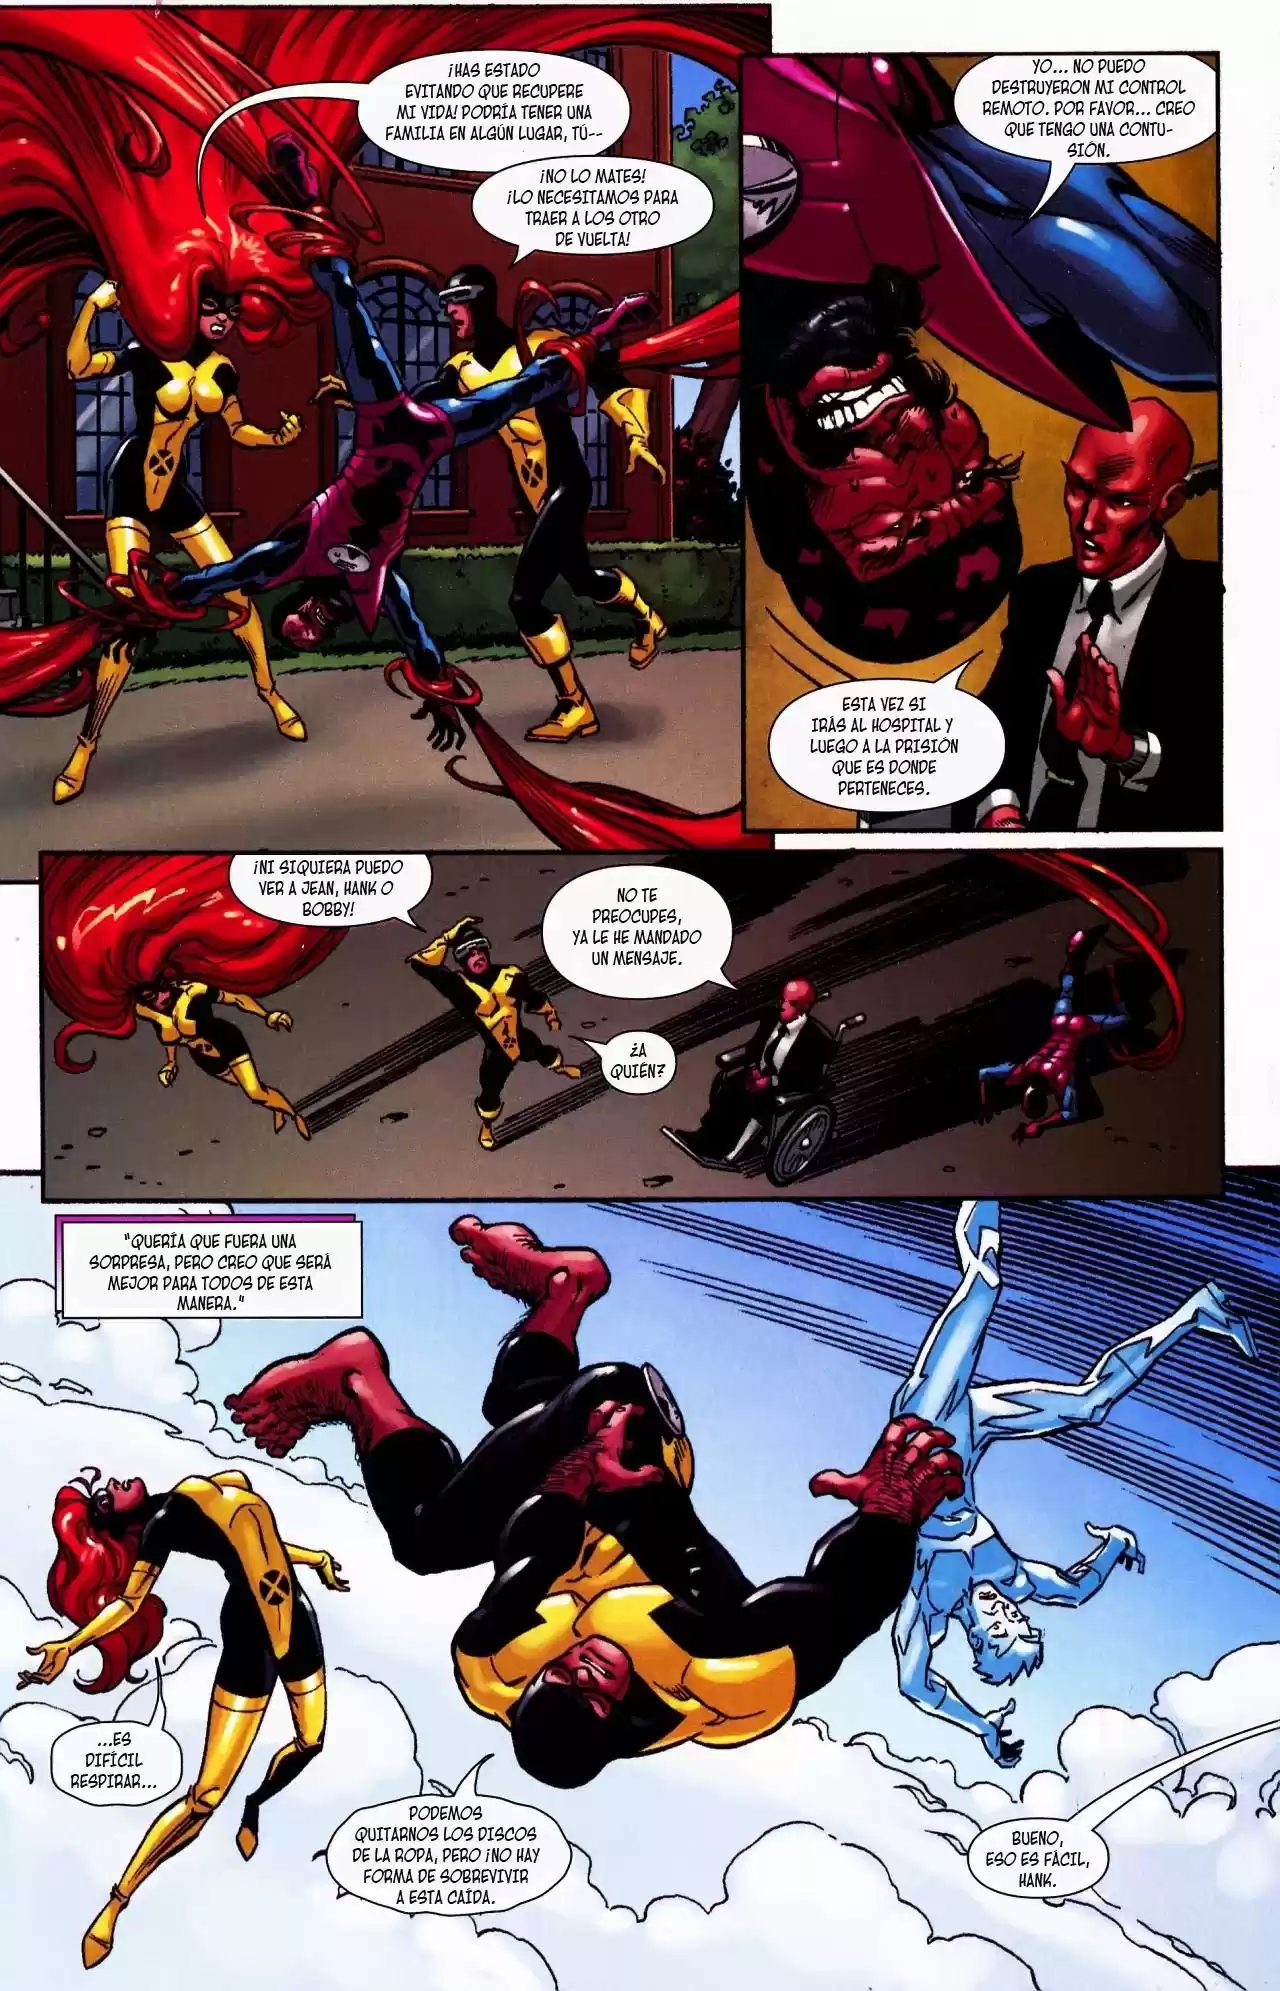 ¡HAS ESTADO
EVITANDO QUE RECUPERE
MI VIDA! PODRÍA TENER UNA
FAMILIA EN ALGÚN LUGAR, TÚ--
¡NO LO MATES!
¡LO NECESITAMOS PARA
TRAER A LOS OTRO
DE VUELTA!
YO... NO PUEDO
DESTRUYERON MI CONTROL
REMOTO. POR FAVOR... CREO
QUE TENGO UNA CONTU-
SIÓN.
ESTA VEZ SI
IRÁS AL HOSPITAL Y
LUEGO A LA PRISIÓN
QUE ES DONDE
PERTENECES.
¡NI SIQUIERA PUEDO
VER A JEAN, HANK O
BOBBY!
NO TE
PREOCUPES,
YA LE HE MANDADO
UN MENSAJE.
¿A
QUIÉN?
"QUERÍA QUE FUERA UNA
SORPRESA, PERO CREO QUE SERÁ
MEJOR PARA TODOS DE ESTA
MANERA."
...ES
DIFÍCIL
RESPIRAR...
PODEMOS
QUITARNOS LOS DISCOS
DE LA ROPA, PERO ¡NO HAY
FORMA DE SOBREVIVIR
A ESTA CAÍDA.
BUENO,
ESO ES FÁCIL,
HANK.